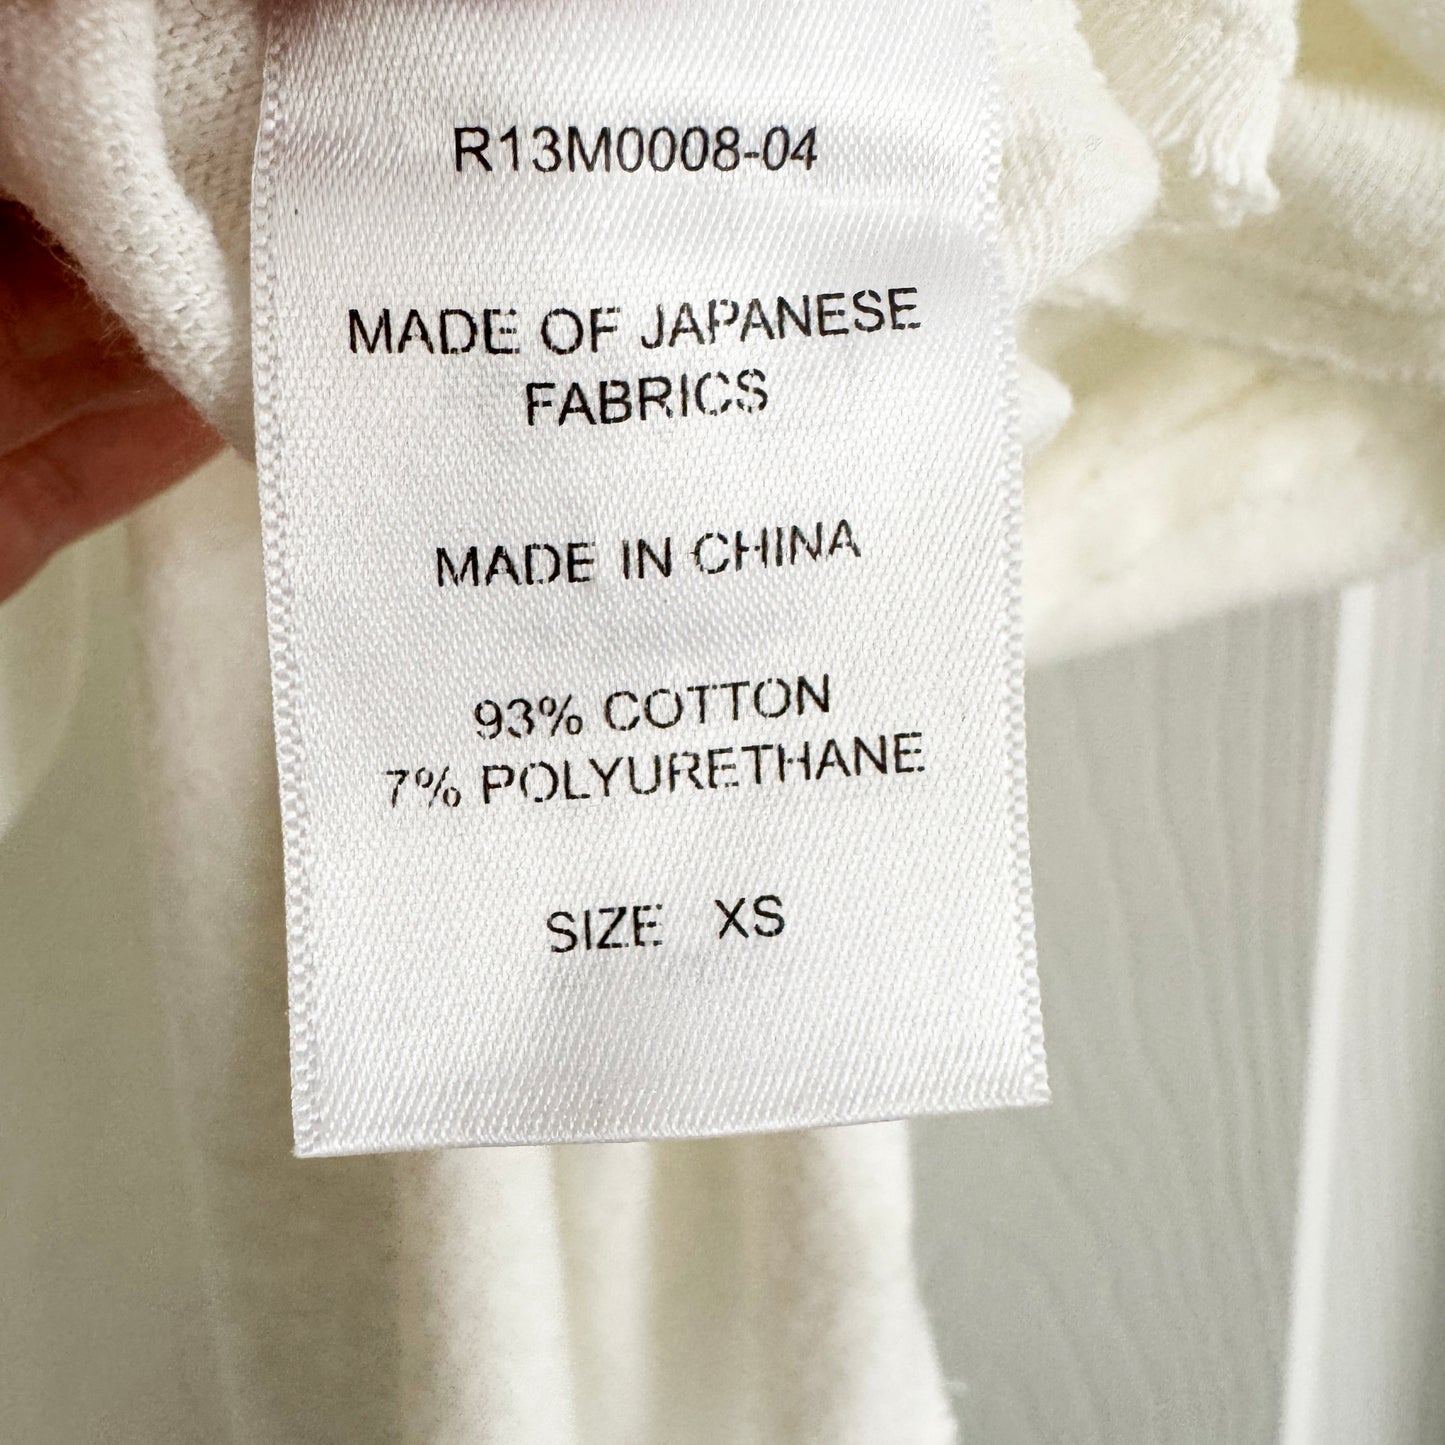 R13M0008-04
MADE OF JAPANESE
FABRICS
MADE IN CHINA
93% COTTON
7% POLYURETHANE
SIZE XS